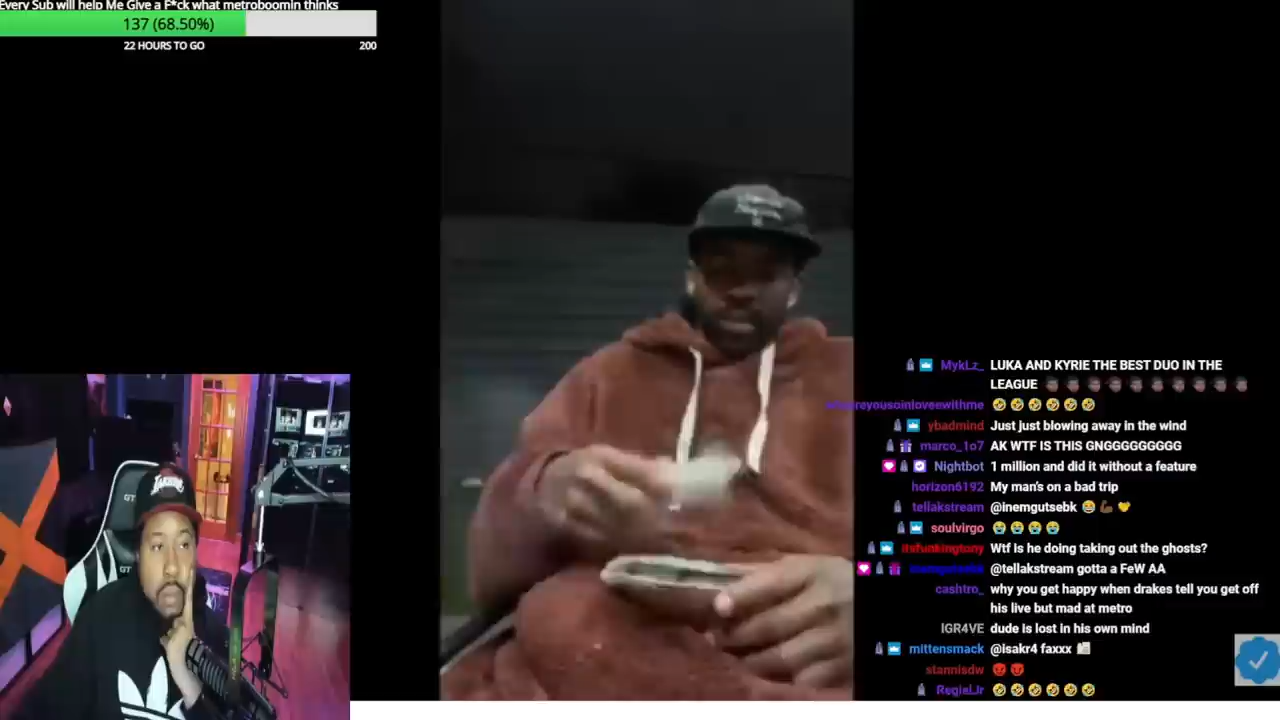 Every Sub will help Me Give a F*ck what metroboomin thinks
137 (68.50%)
22 HOURS TO GO
200
MykLz_ LUKA AND KYRIE THE BEST DUO IN THE
LEAGUE
ybadmind Just just blowing away in the wind
marco_1o7 AK WTF IS THIS GNGGGGGGGGG
Nightbot 1 million and did it without a feature
horizon6192 My man's on a bad trip
tellakstream @inemgutsebk
soulvirgo
itsfunkingtony Wtf is he doing taking out the ghosts?
inemgutsebk @tellakstream gotta a FeW AA
cashtro_ why you get happy when drakes tell you get off
his live but mad at metro
IGR4VE dude is lost in his own mind
mittensmack @isakr4 faxxx
stannisdw
GT